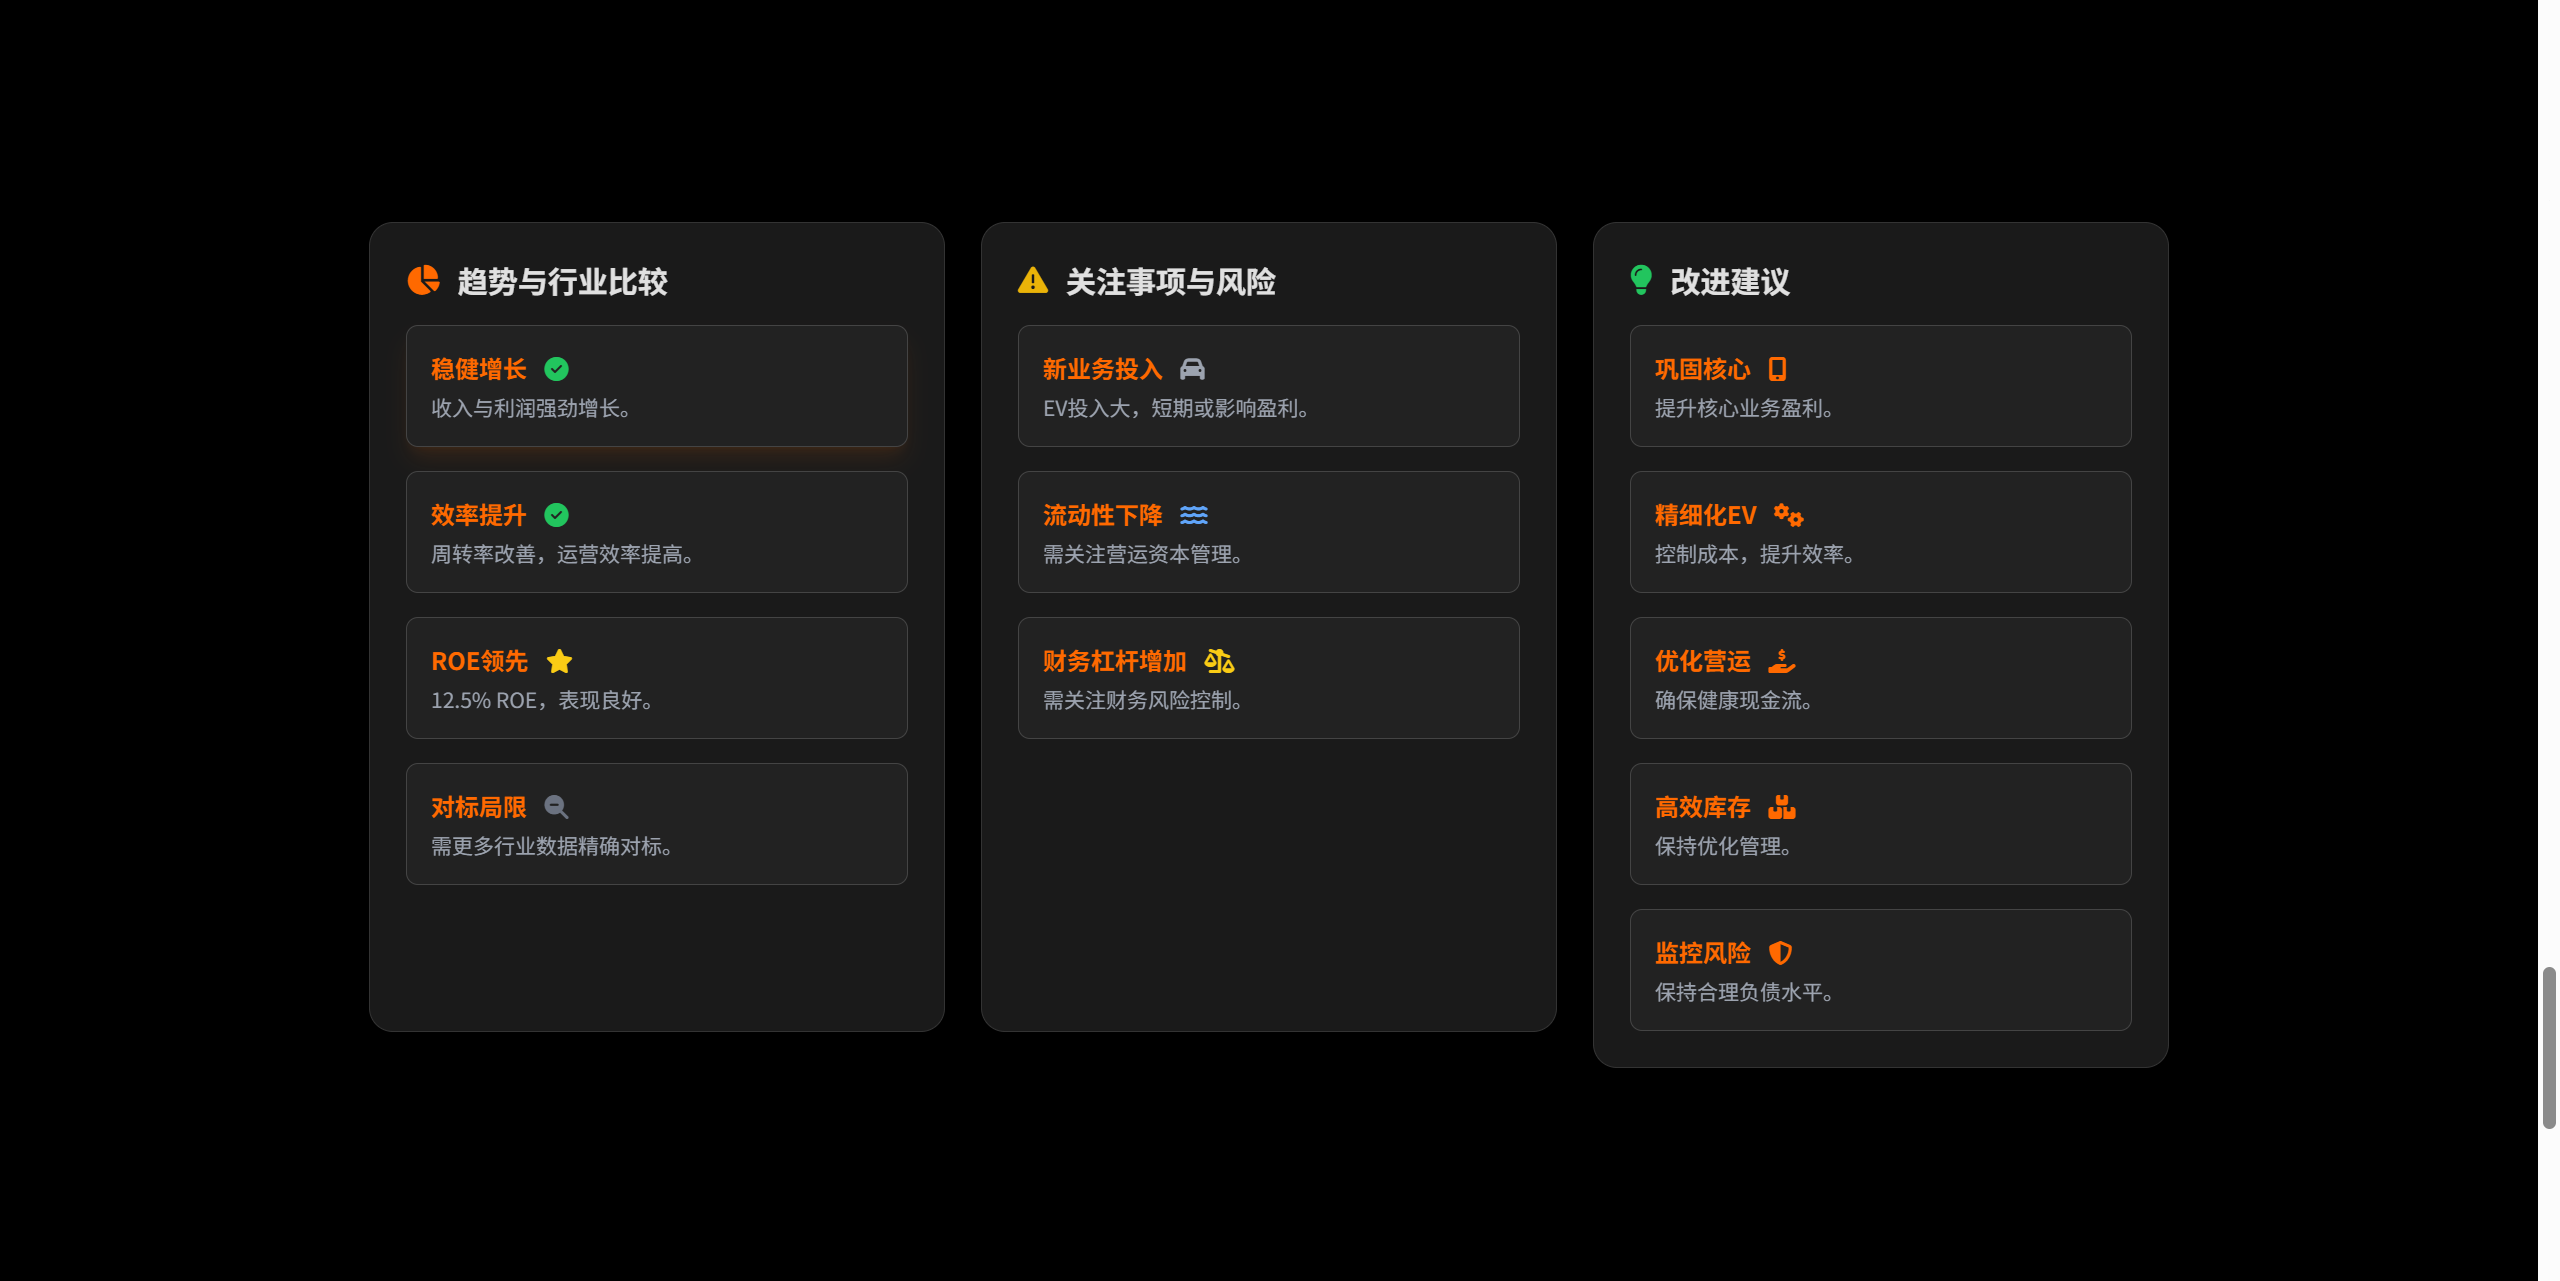 趋势与行业比较
稳健增长
收入与利润强劲增长。
效率提升
周转率改善，运营效率提高。
ROE领先
12.5% ROE，表现良好。
对标局限
需更多行业数据精确对标。
关注事项与风险
新业务投入
EV投入大，短期或影响盈利。
流动性下降
需关注营运资本管理。
财务杠杆增加
需关注财务风险控制。
改进建议
巩固核心
提升核心业务盈利。
精细化EV
控制成本，提升效率。
优化营运
确保健康现金流。
高效库存
保持优化管理。
监控风险
保持合理负债水平。